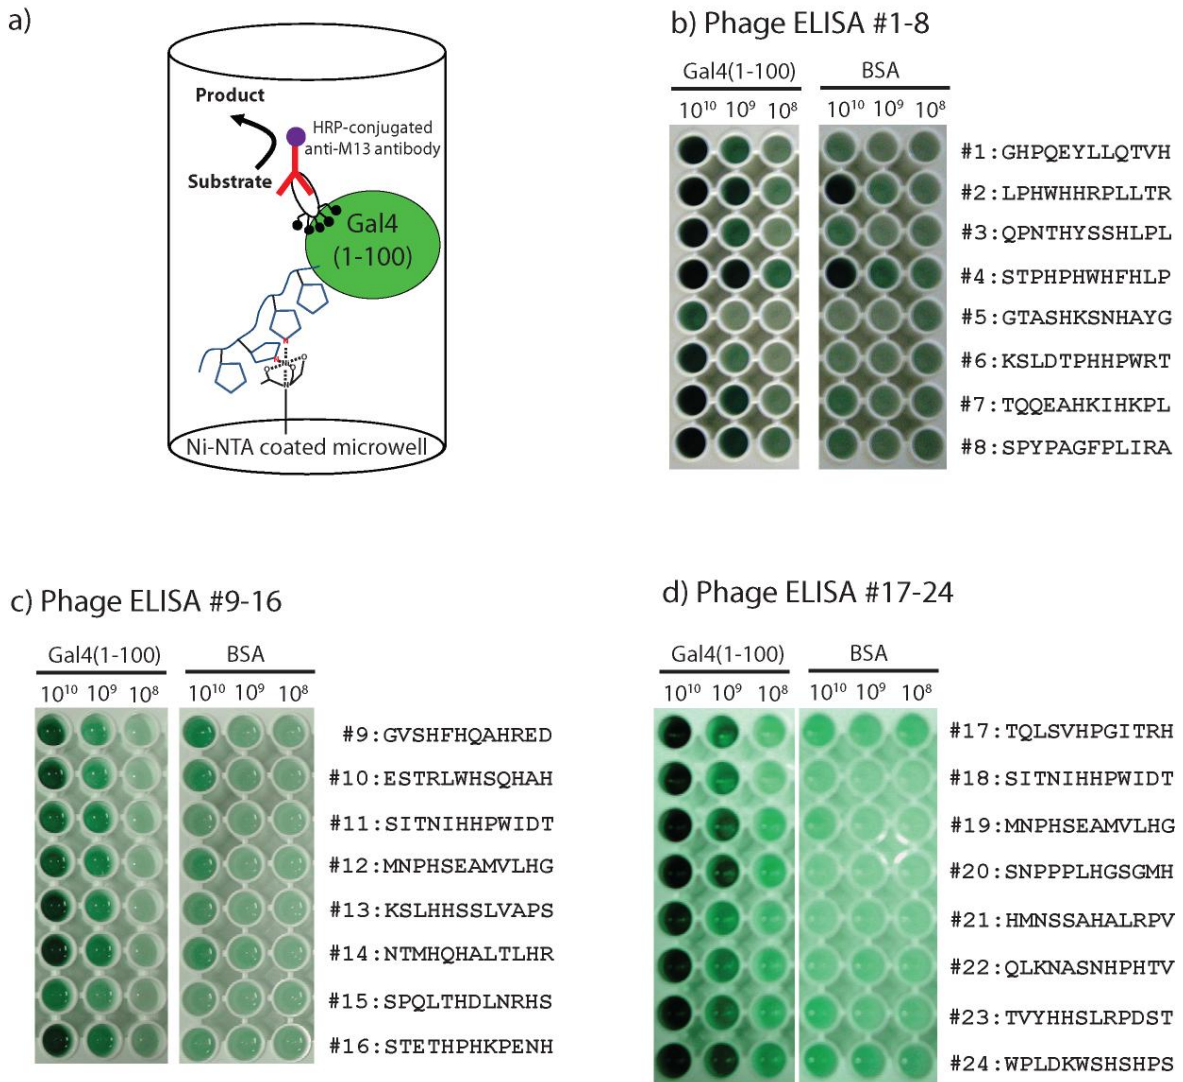 a)
Product
HRP-conjugated
anti-M13 antibody
Substrate
Gal4
(1-100)
Ni-NTA coated microwell
b) Phage ELISA #1-8
Gal4(1-100) BSA
10¹⁰ 10⁹ 10⁸ 10¹⁰ 10⁹ 10⁸
#1:GHPQEYLLQTVH
#2:LPHWHHRPLLTR
#3:QPNTHYSSHLPL
#4:STPHPHWHFHLP
#5:GTASHKSNHAYG
#6:KSLDTPHHPWRT
#7:TQQEAHKIHKPL
#8:SPYPAGFPLIRA
c) Phage ELISA #9-16
Gal4(1-100) BSA
10¹⁰ 10⁹ 10⁸ 10¹⁰ 10⁹ 10⁸
#9:GVSHFHQAHRED
#10:ESTRLWHSQHAH
#11:SITNIHHPWIDT
#12:MNPHSEAMVLHG
#13:KSLHHSSLVAPS
#14:NTMHQHALTLHR
#15:SPQLTHDLNRHS
#16:STETHPHKPENH
d) Phage ELISA #17-24
Gal4(1-100) BSA
10¹⁰ 10⁹ 10⁸ 10¹⁰ 10⁹ 10⁸
#17:TQLSVHPGITRH
#18:SITNIHHPWIDT
#19:MNPHSEAMVLHG
#20:SNPPPLHGSGMH
#21:HMNSSAHALRPV
#22:QLKNASNHPHTV
#23:TVYHHSLRPDST
#24:WPLDKWSHSHPS